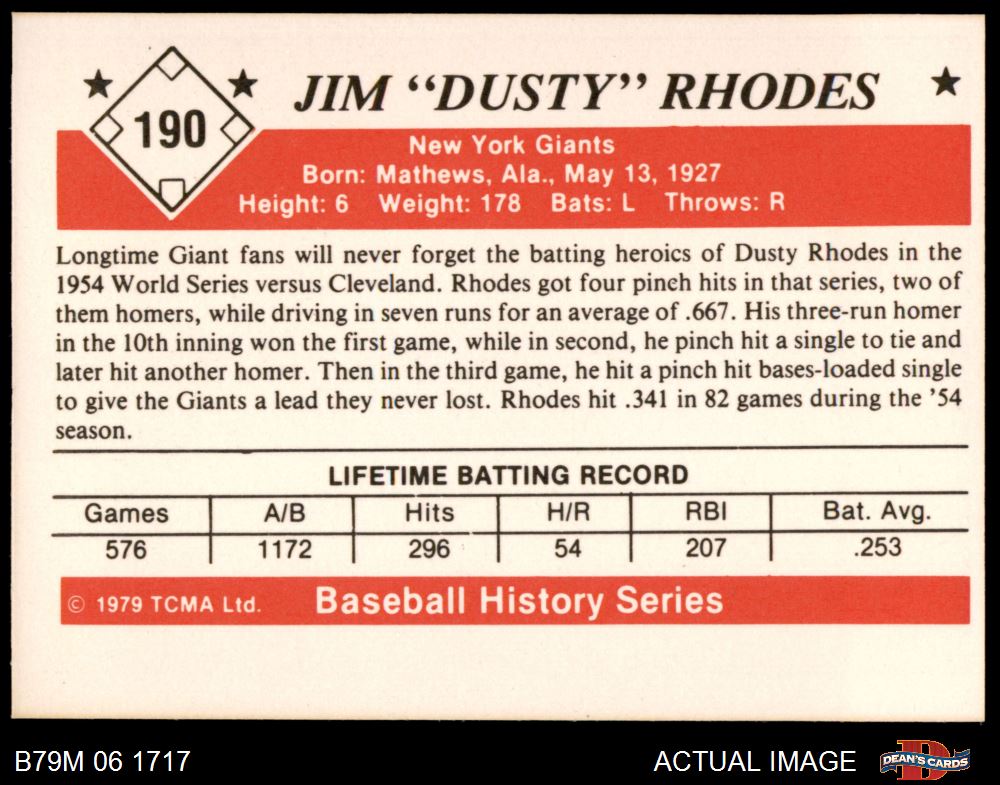 190
JIM “DUSTY” RHODES
New York Giants
Born: Mathews, Ala., May 13, 1927
Height: 6 Weight: 178 Bats: L Throws: R
Longtime Giant fans will never forget the batting heroics of Dusty Rhodes in the
1954 World Series versus Cleveland. Rhodes got four pinch hits in that series, two of
them homers, while driving in seven runs for an average of .667. His three-run homer
in the 10th inning won the first game, while in second, he pinch hit a single to tie and
later hit another homer. Then in the third game, he hit a pinch hit bases-loaded single
to give the Giants a lead they never lost. Rhodes hit .341 in 82 games during the ’54
season.
LIFETIME BATTING RECORD
Games A/B Hits H/R RBI Bat. Avg.
576 1172 296 54 207 .253
© 1979 TCMA Ltd. Baseball History Series
B79M 06 1717 ACTUAL IMAGE DEAN'S CARDS